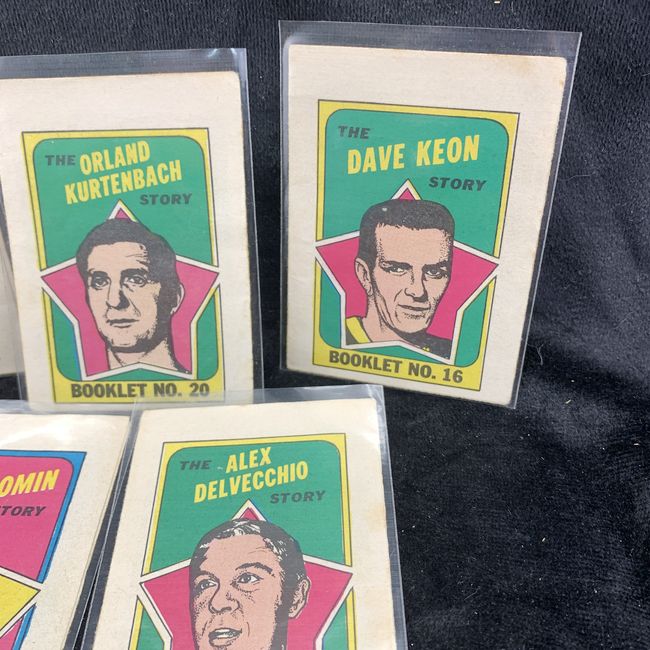 THE ORLAND
KURTENBACH
STORY
BOOKLET NO. 20
THE
DAVE KEON
STORY
BOOKLET NO. 16
OMIN
TORY
THE ALEX
DELVECCHIO
STORY